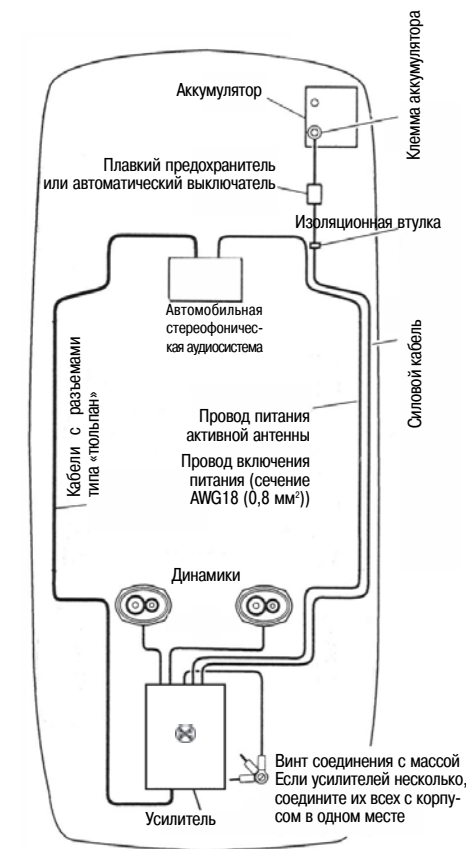 Аккумулятор
Клемма аккумулятора
Плавкий предохранитель
или автоматический выключатель
Изоляционная втулка
Автомобильная
стереофоничес-
кая аудиосистема
Силовой кабель
Кабели с разъемами
типа «тюльпан»
Провод питания
активной антенны
Провод включения
питания (сечение
AWG18 (0,8 мм²))
Динамики
Винт соединения с массой
Если усилителей несколько,
соедините их всех с корпу-
сом в одном месте
Усилитель